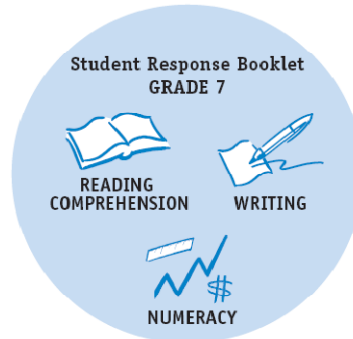 Student Response Booklet
GRADE 7
READING
COMPREHENSION
WRITING
$
NUMERACY